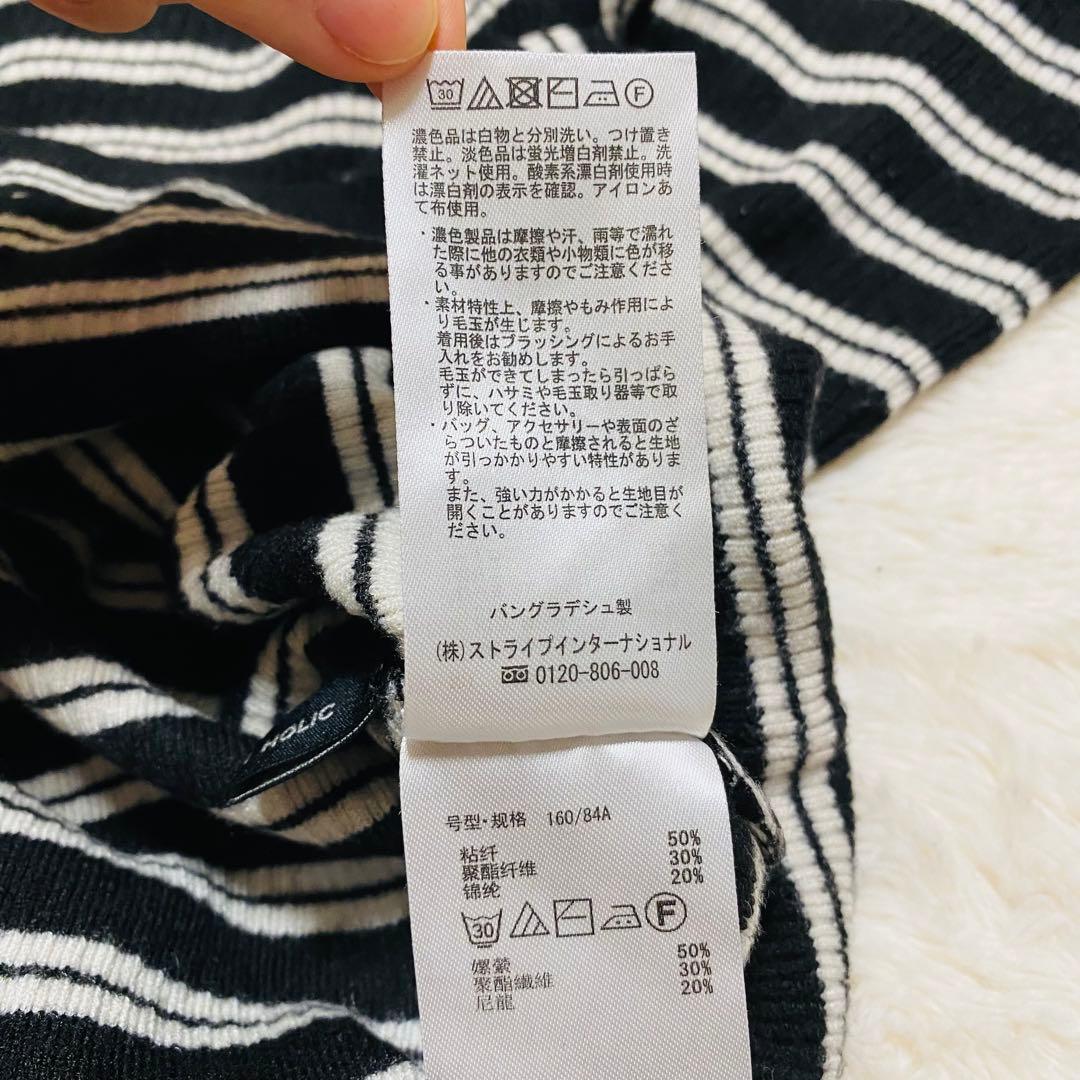 30 F
濃色品は白物と分別洗い。つけ置き
禁止。淡色品は蛍光増白剤禁止。洗
濯ネット使用。酸素系漂白剤使用時
は漂白剤の表示を確認。アイロンあ
て布使用。
・濃色製品は摩擦や汗、雨等で濡れ
た際に他の衣類や小物類に色が移
る事がありますのでご注意くださ
い。
・素材特性上、摩擦やもみ作用によ
り毛玉が生じます。
着用後はブラッシングによるお手
入れをお勧めします。
毛玉ができてしまったら引っぱら
ずに、ハサミや毛玉取り器等で取
り除いてください。
・バッグ、アクセサリーや表面のざ
らついたものと摩擦されると生地
が引っかかりやすい特性がありま
す。
また、強い力がかかると生地目が
開くことがありますのでご注意く
ださい。
バングラデシュ製
(株)ストライプインターナショナル
0120-806-008
HOLIC
号型・规格 160/84A
粘纤 50%
聚酯纤维 30%
锦纶 20%
30 F
嫘縈 50%
聚酯纖維 30%
尼龍 20%